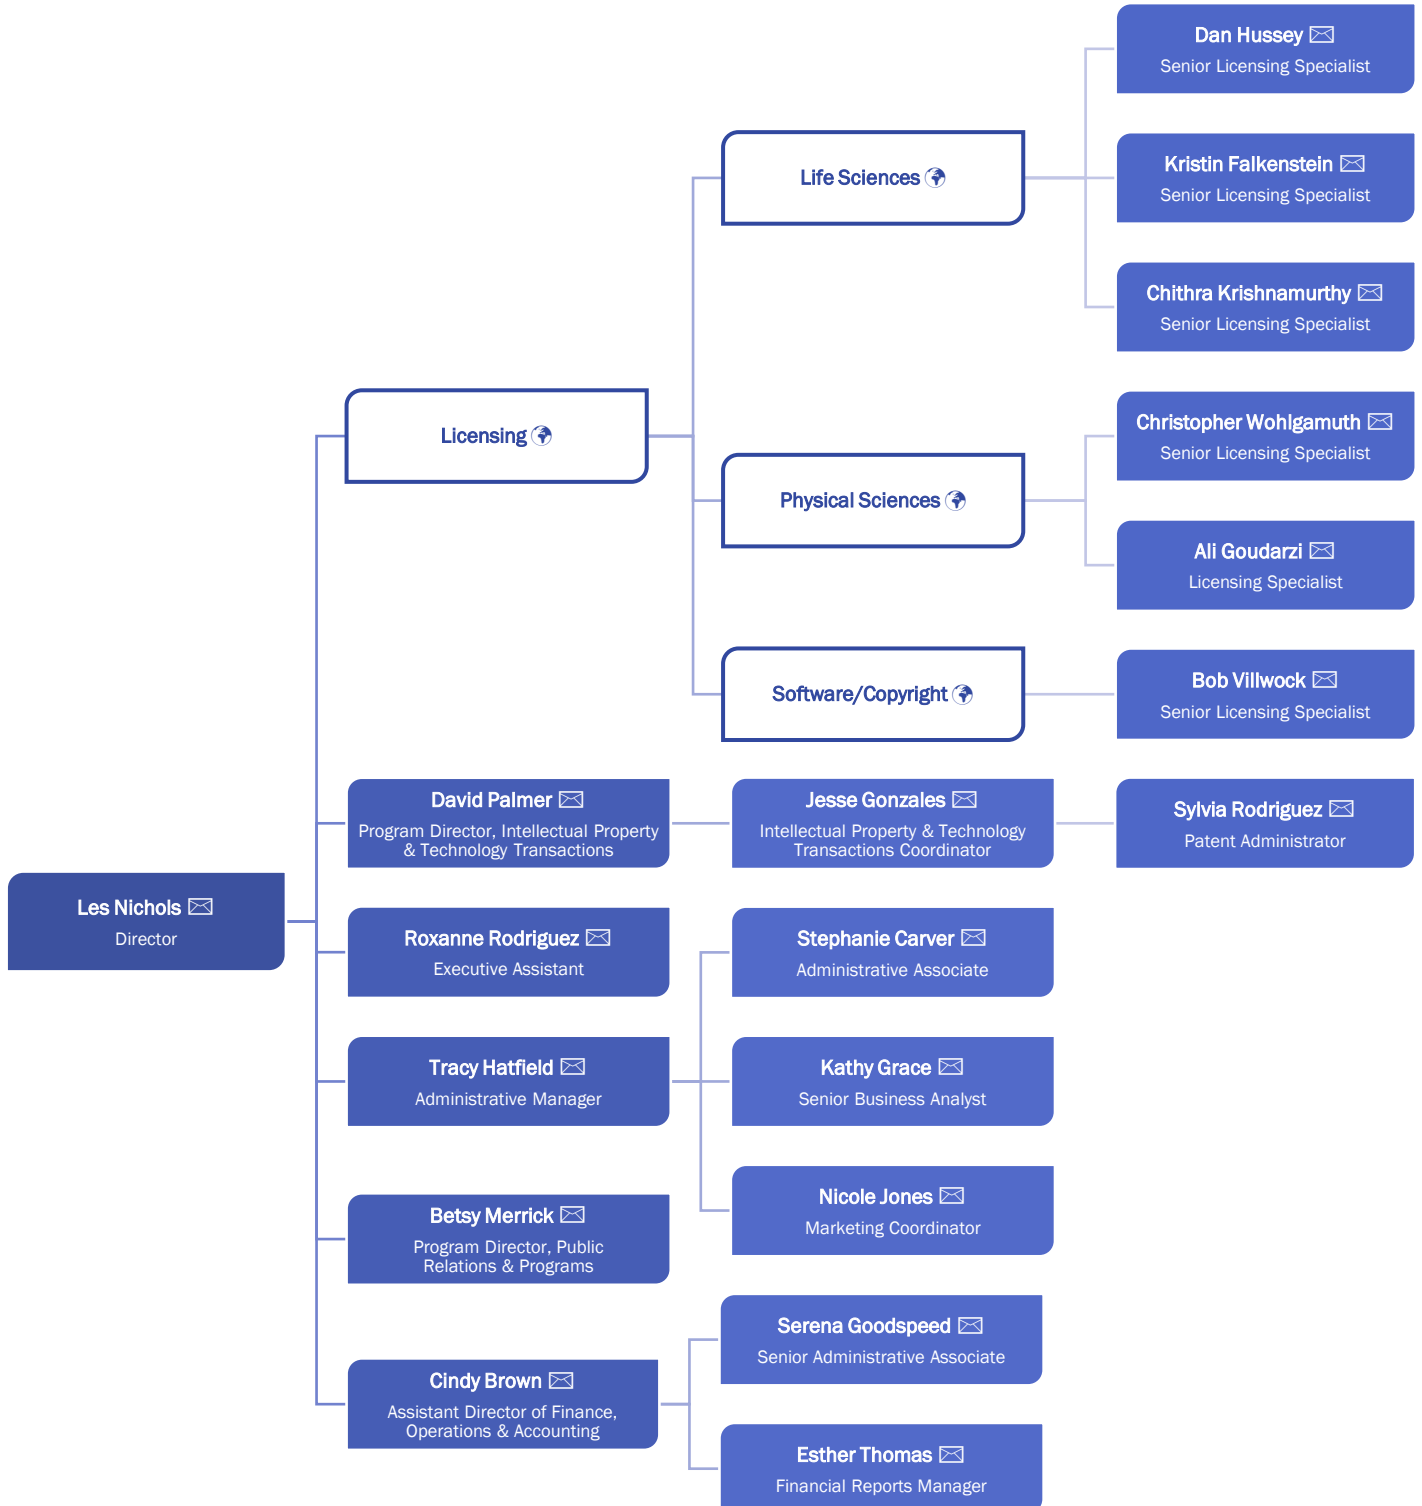 Dan Hussey
Senior Licensing Specialist
Life Sciences
Kristin Falkenstein
Senior Licensing Specialist
Chithra Krishnamurthy
Senior Licensing Specialist
Licensing
Christopher Wohlgamuth
Senior Licensing Specialist
Physical Sciences
Ali Goudarzi
Licensing Specialist
Software/Copyright
Bob Villwock
Senior Licensing Specialist
David Palmer
Program Director, Intellectual Property
& Technology Transactions
Jesse Gonzales
Intellectual Property & Technology
Transactions Coordinator
Sylvia Rodriguez
Patent Administrator
Les Nichols
Director
Roxanne Rodriguez
Executive Assistant
Stephanie Carver
Administrative Associate
Tracy Hatfield
Administrative Manager
Kathy Grace
Senior Business Analyst
Nicole Jones
Marketing Coordinator
Betsy Merrick
Program Director, Public
Relations & Programs
Serena Goodspeed
Senior Administrative Associate
Cindy Brown
Assistant Director of Finance,
Operations & Accounting
Esther Thomas
Financial Reports Manager